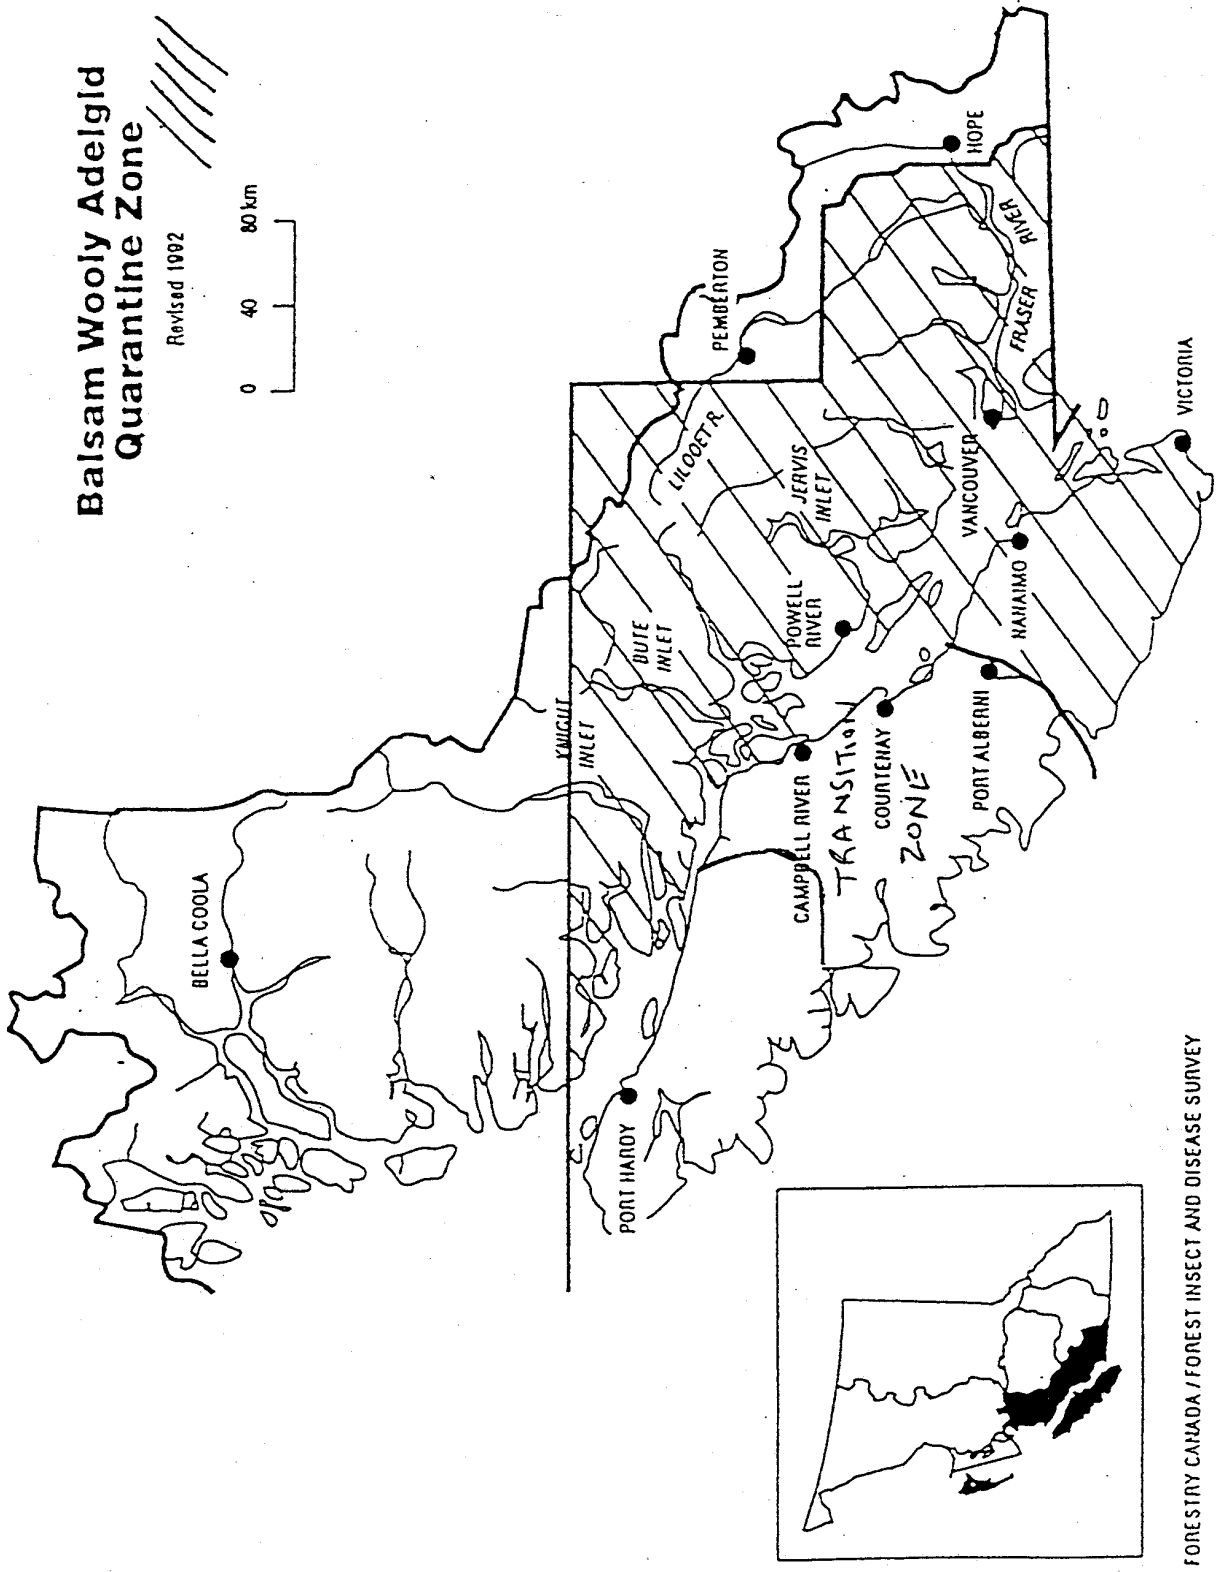 Balsam Wooly Adelgid
Quarantine Zone
Revised 1992
0 40 80 km
BELLA COOLA
KNIGHT
INLET
BUTE
INLET
LILOOET R.
PEMBERTON
JERVIS
INLET
POWELL
RIVER
HOPE
FRASER RIVER
VANCOUVER
NANAIMO
VICTORIA
PORT HARDY
CAMPBELL RIVER
TRANSITION
ZONE
COURTENAY
PORT ALBERNI
FORESTRY CANADA / FOREST INSECT AND DISEASE SURVEY